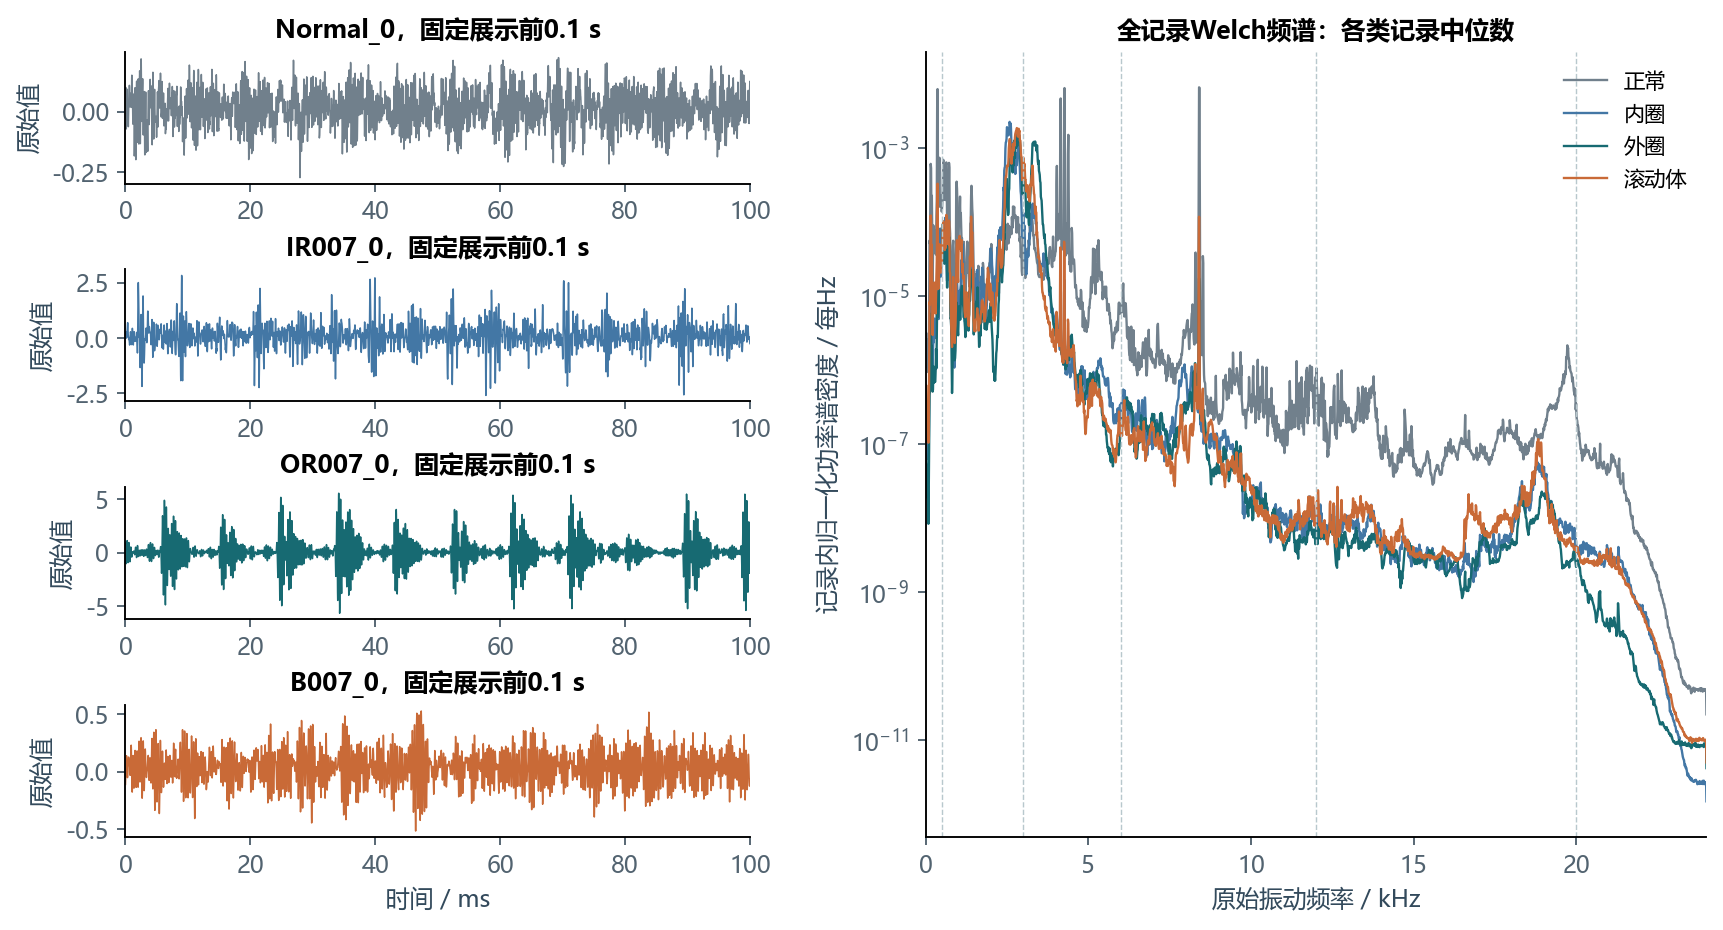 Normal_0，固定展示前0.1 s
原始值
0.00
-0.25
0 20 40 60 80 100
IR007_0，固定展示前0.1 s
原始值
2.5
0.0
-2.5
0 20 40 60 80 100
OR007_0，固定展示前0.1 s
原始值
5
0
-5
0 20 40 60 80 100
B007_0，固定展示前0.1 s
原始值
0.5
0.0
-0.5
0 20 40 60 80 100
时间 / ms
全记录Welch频谱：各类记录中位数
正常
内圈
外圈
滚动体
记录内归一化功率谱密度 / 每Hz
10⁻³
10⁻⁵
10⁻⁷
10⁻⁹
10⁻¹¹
0 5 10 15 20
原始振动频率 / kHz